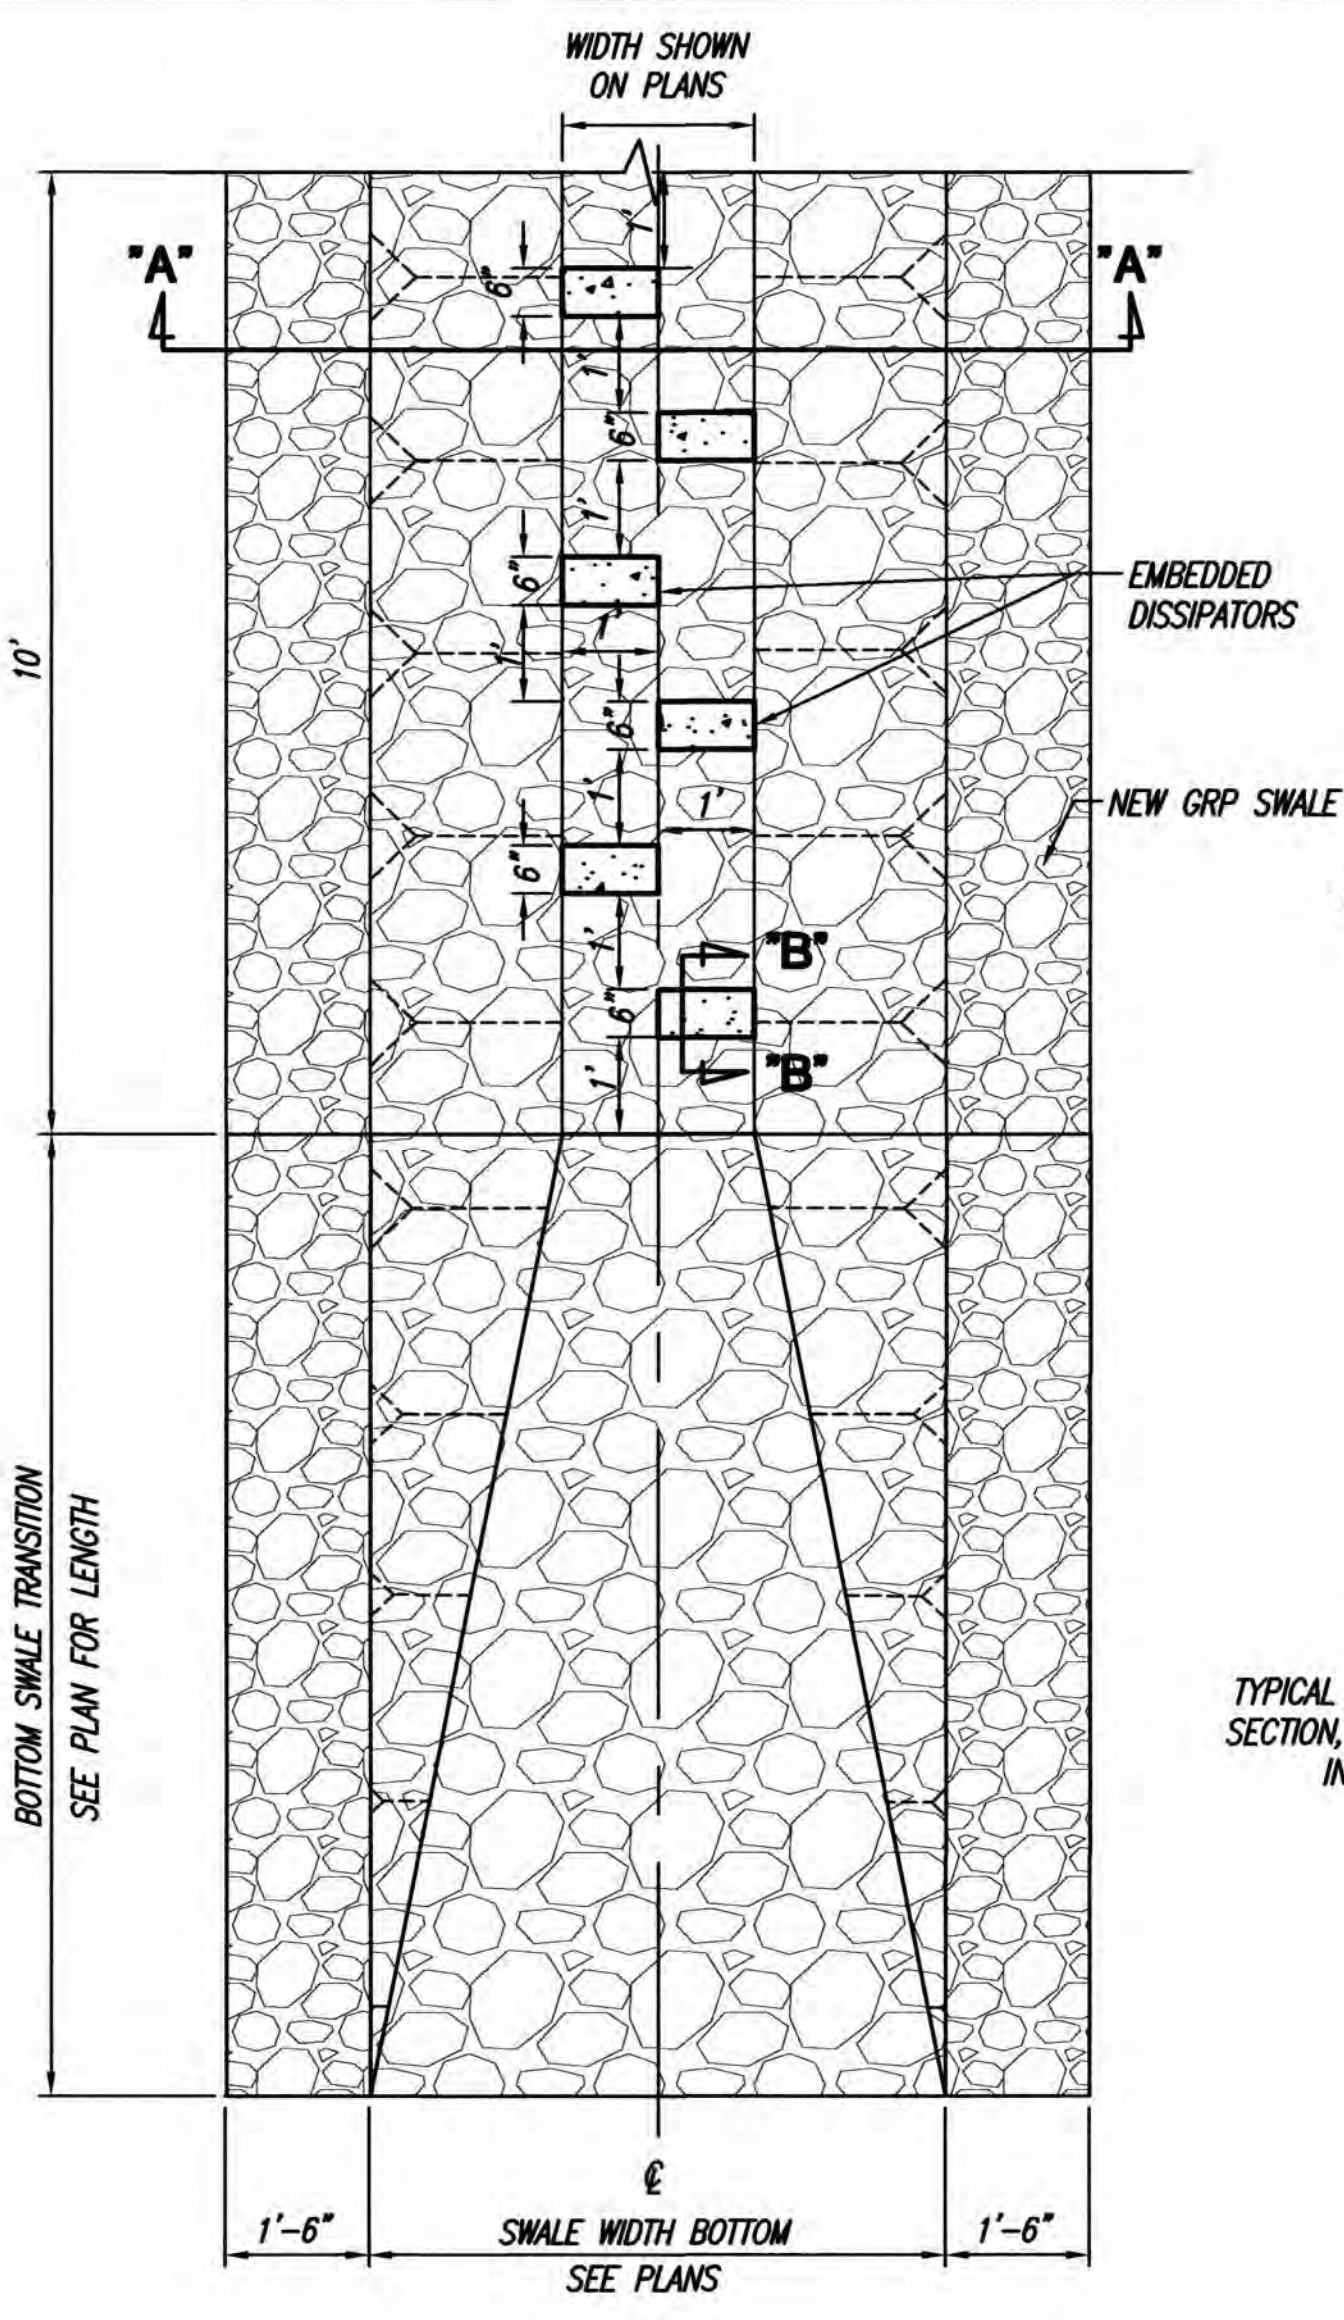 WIDTH SHOWN
ON PLANS
"A"
"A"
1'
6"
1'
6"
1'
6"
1'
1'
6"
1'
1'
6"
1'
6"
1'
"B"
"B"
10'
EMBEDDED
DISSIPATORS
NEW GRP SWALE
BOTTOM SWALE TRANSITION
SEE PLAN FOR LENGTH
TYPICAL
SECTION,
IN
℄
1'-6"
SWALE WIDTH BOTTOM
SEE PLANS
1'-6"